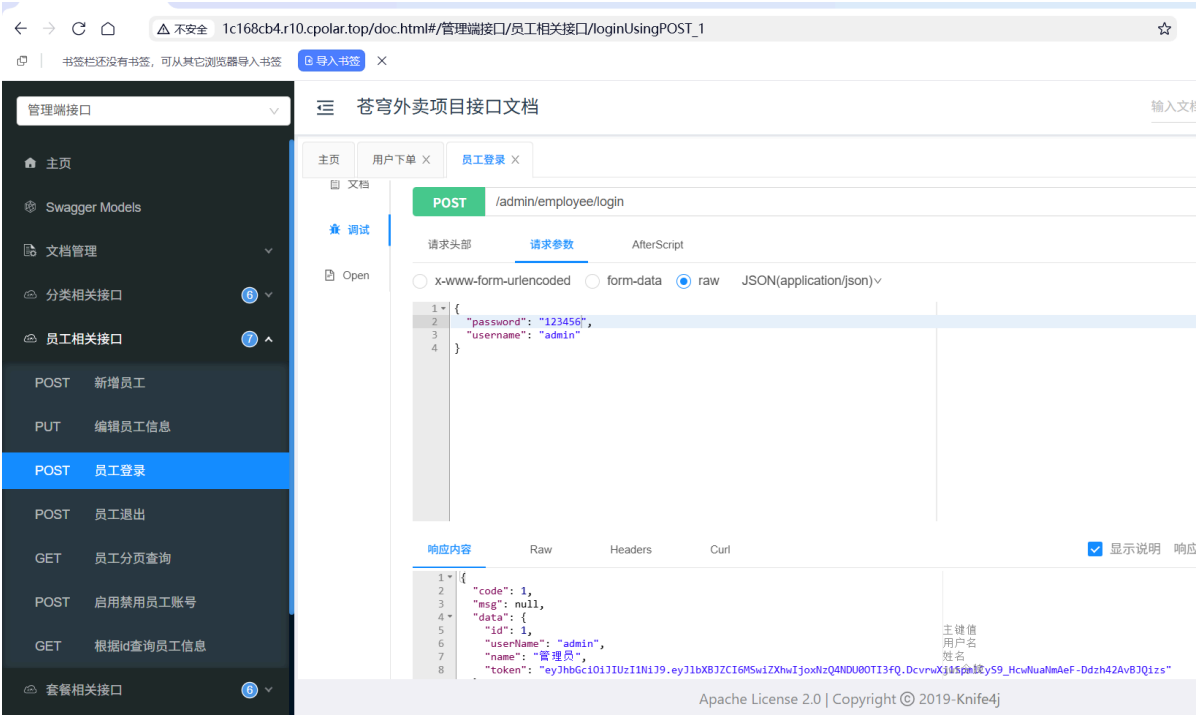 不安全 1c168cb4.r10.cpolar.top/doc.html#/管理端接口/员工相关接口/loginUsingPOST_1
书签栏还没有书签，可从其它浏览器导入书签 导入书签
管理端接口
苍穹外卖项目接口文档
输入文档
主页
Swagger Models
文档管理
分类相关接口 6
员工相关接口 7
POST 新增员工
PUT 编辑员工信息
POST 员工登录
POST 员工退出
GET 员工分页查询
POST 启用禁用员工账号
GET 根据id查询员工信息
套餐相关接口 6
主页 用户下单 员工登录
文档
调试
Open
POST /admin/employee/login
请求头部 请求参数 AfterScript
x-www-form-urlencoded form-data raw JSON(application/json)
1 {
2 "password": "123456",
3 "username": "admin"
4 }
响应内容 Raw Headers Curl
显示说明 响应
1 {
2 "code": 1,
3 "msg": null,
4 "data": {
5 "id": 1, 主键值
6 "userName": "admin", 用户名
7 "name": "管理员", 姓名
8 "token":
Apache License 2.0 | Copyright © 2019-Knife4j